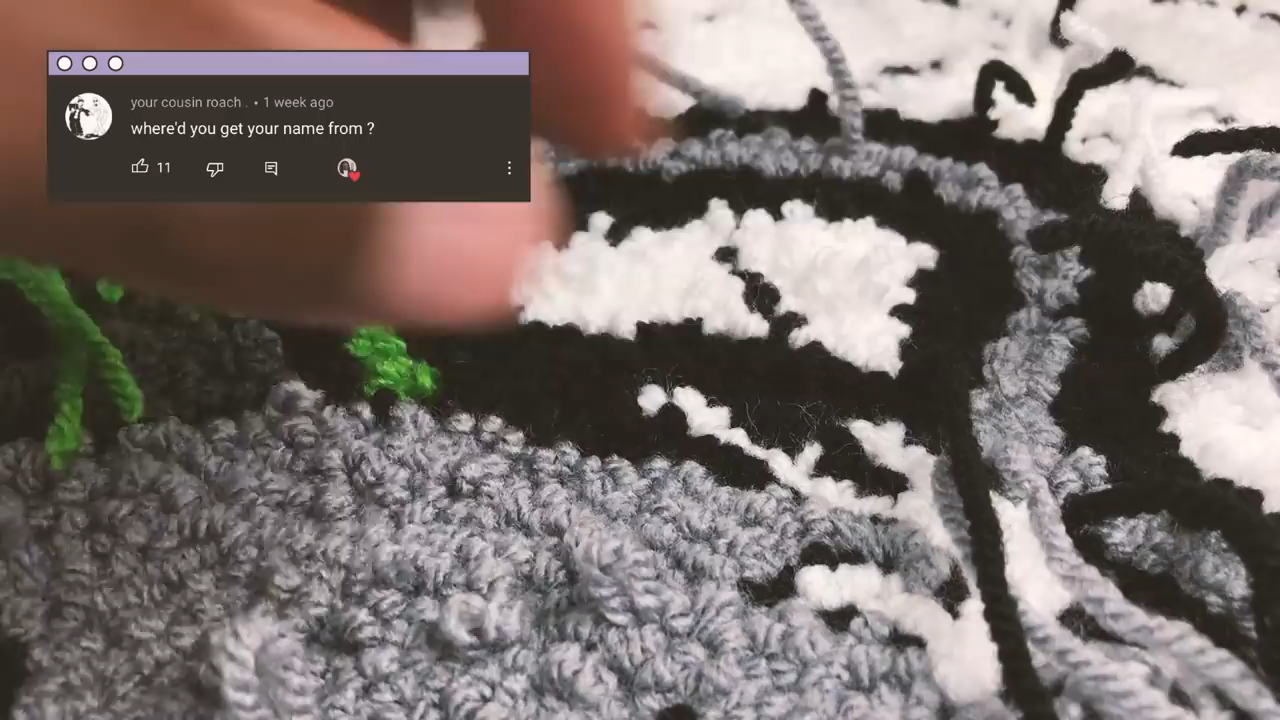 your cousin roach . • 1 week ago
where'd you get your name from ?
11